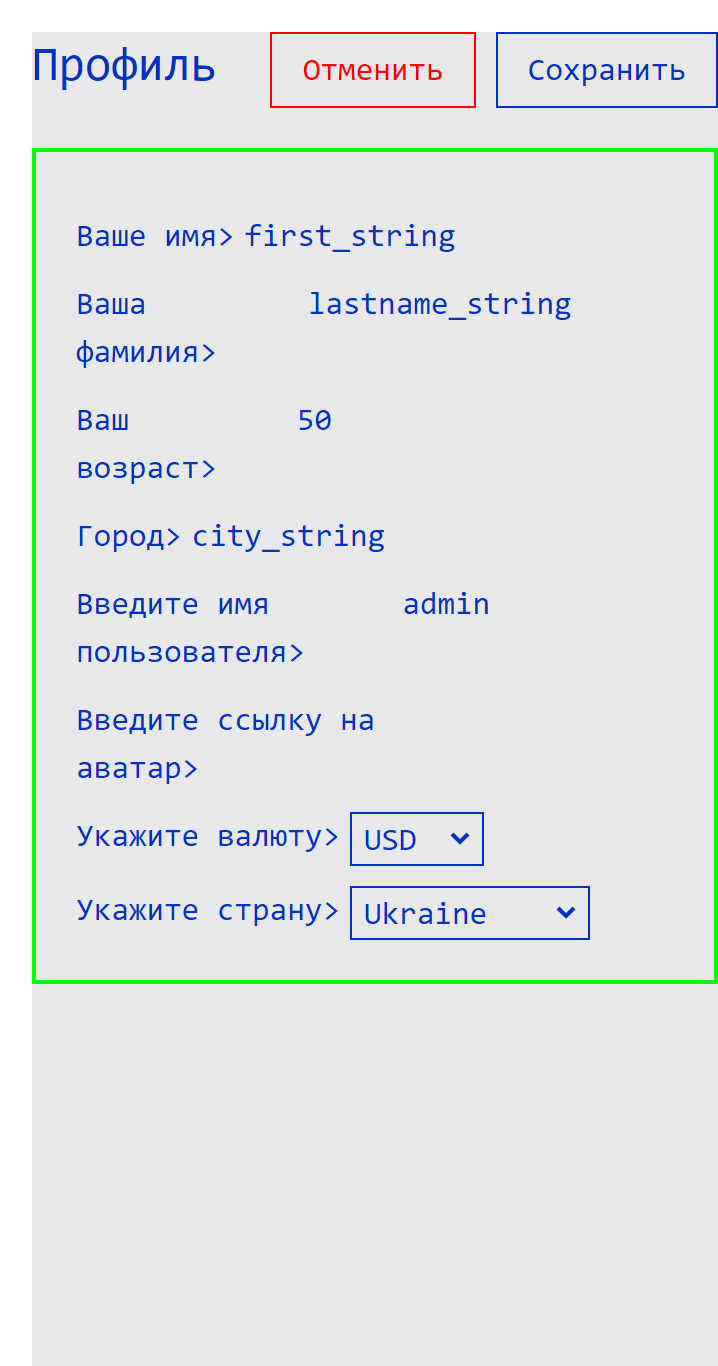 Профиль Отменить Сохранить
Ваше имя> first_string
Ваша lastname_string
фамилия>
Ваш 50
возраст>
Город> city_string
Введите имя admin
пользователя>
Введите ссылку на
аватар>
Укажите валюту> USD
Укажите страну> Ukraine